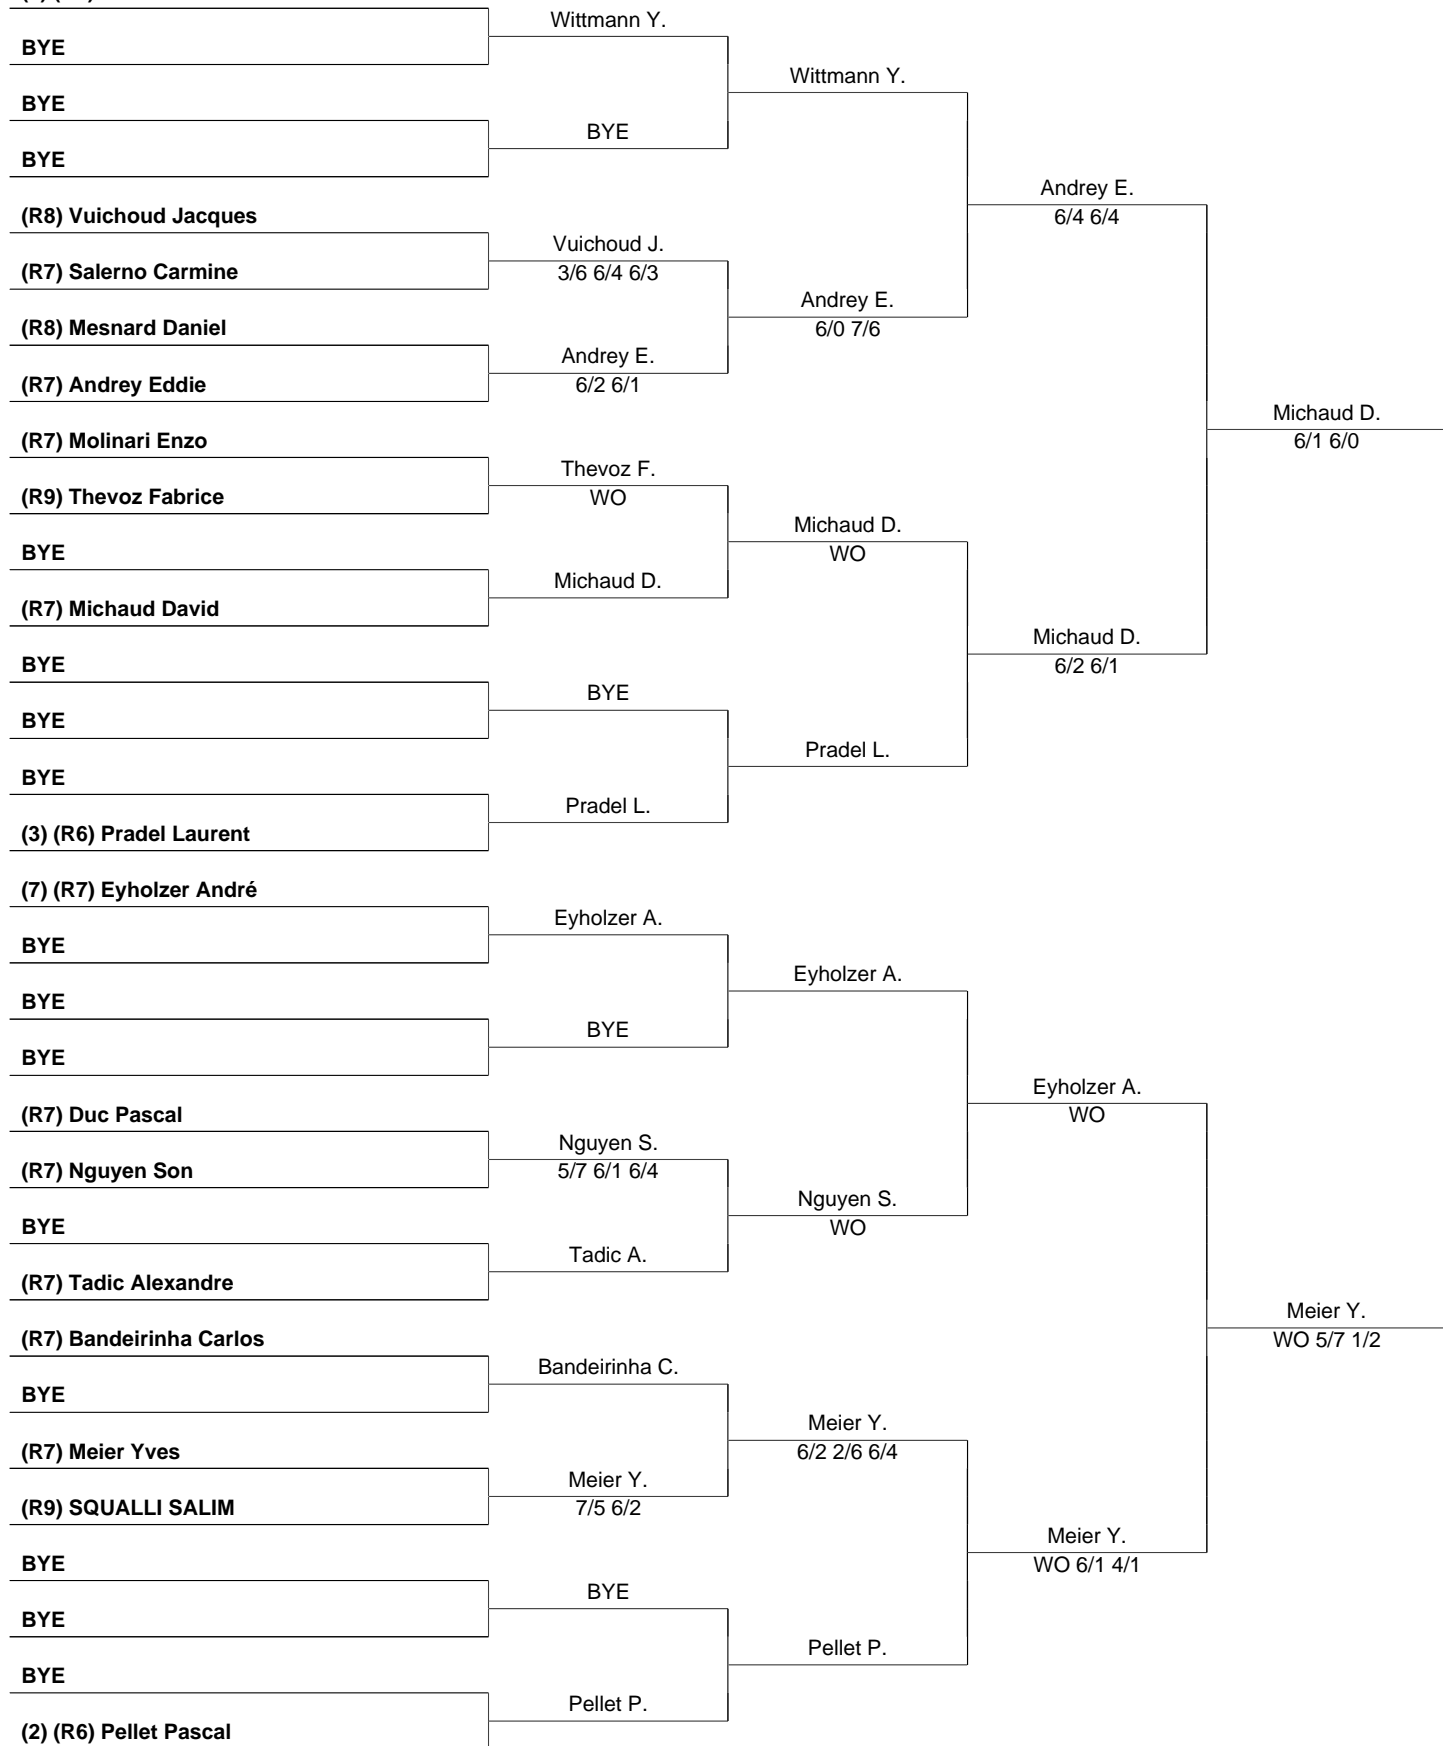 BYE
BYE
BYE
(R8) Vuichoud Jacques
(R7) Salerno Carmine
(R8) Mesnard Daniel
(R7) Andrey Eddie
(R7) Molinari Enzo
(R9) Thevoz Fabrice
BYE
(R7) Michaud David
BYE
BYE
BYE
(3) (R6) Pradel Laurent
(7) (R7) Eyholzer André
BYE
BYE
BYE
(R7) Duc Pascal
(R7) Nguyen Son
BYE
(R7) Tadic Alexandre
(R7) Bandeirinha Carlos
BYE
(R7) Meier Yves
(R9) SQUALLI SALIM
BYE
BYE
BYE
(2) (R6) Pellet Pascal
Wittmann Y.
BYE
Vuichoud J.
3/6 6/4 6/3
Andrey E.
6/2 6/1
Thevoz F.
WO
Michaud D.
BYE
Pradel L.
Eyholzer A.
BYE
Nguyen S.
5/7 6/1 6/4
Tadic A.
Bandeirinha C.
Meier Y.
7/5 6/2
BYE
Pellet P.
Wittmann Y.
Andrey E.
6/0 7/6
Michaud D.
WO
Pradel L.
Eyholzer A.
Nguyen S.
WO
Meier Y.
6/2 2/6 6/4
Pellet P.
Andrey E.
6/4 6/4
Michaud D.
6/2 6/1
Eyholzer A.
WO
Meier Y.
WO 6/1 4/1
Michaud D.
6/1 6/0
Meier Y.
WO 5/7 1/2